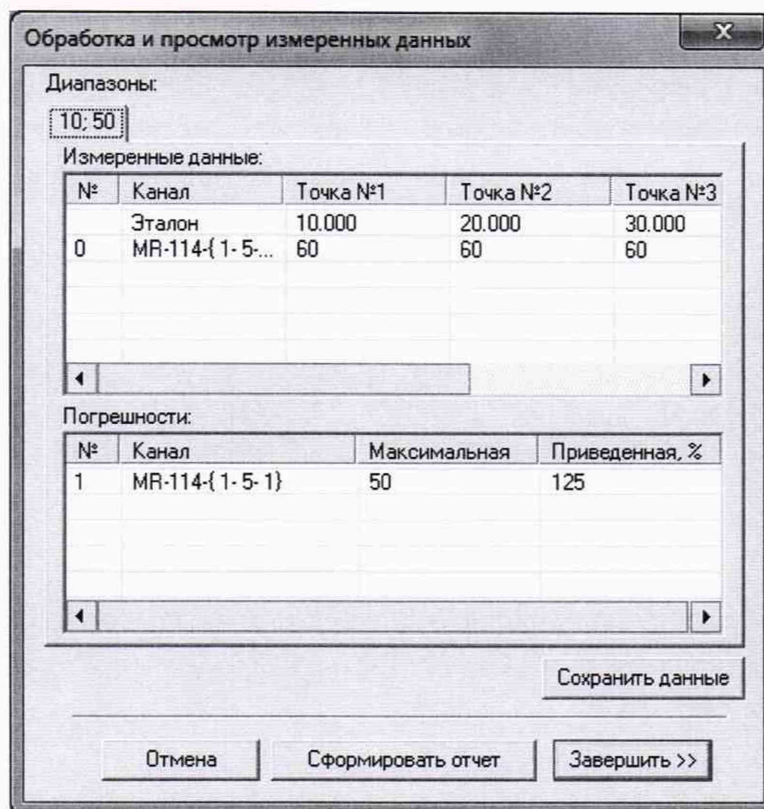 Обработка и просмотр измеренных данных
X
Диапазоны:
10; 50
Измеренные данные:
№ Канал Точка №1 Точка №2 Точка №3
Эталон 10.000 20.000 30.000
0 MR-114-{ 1- 5-... 60 60 60
Погрешности:
№ Канал Максимальная Приведенная, %
1 MR-114-{ 1- 5- 1} 50 125
Сохранить данные
Отмена Сформировать отчет Завершить >>